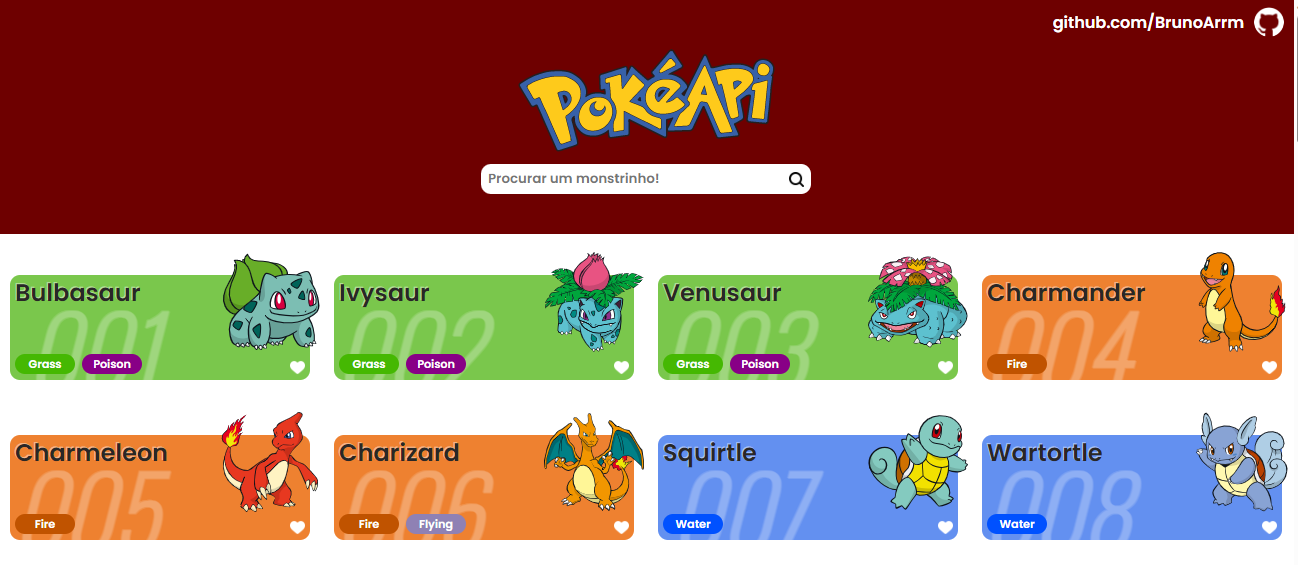 github.com/BrunoArrm
PokéApi
Procurar um monstrinho!
Bulbasaur
001
Grass Poison
Ivysaur
002
Grass Poison
Venusaur
003
Grass Poison
Charmander
004
Fire
Charmeleon
005
Fire
Charizard
006
Fire Flying
Squirtle
007
Water
Wartortle
008
Water